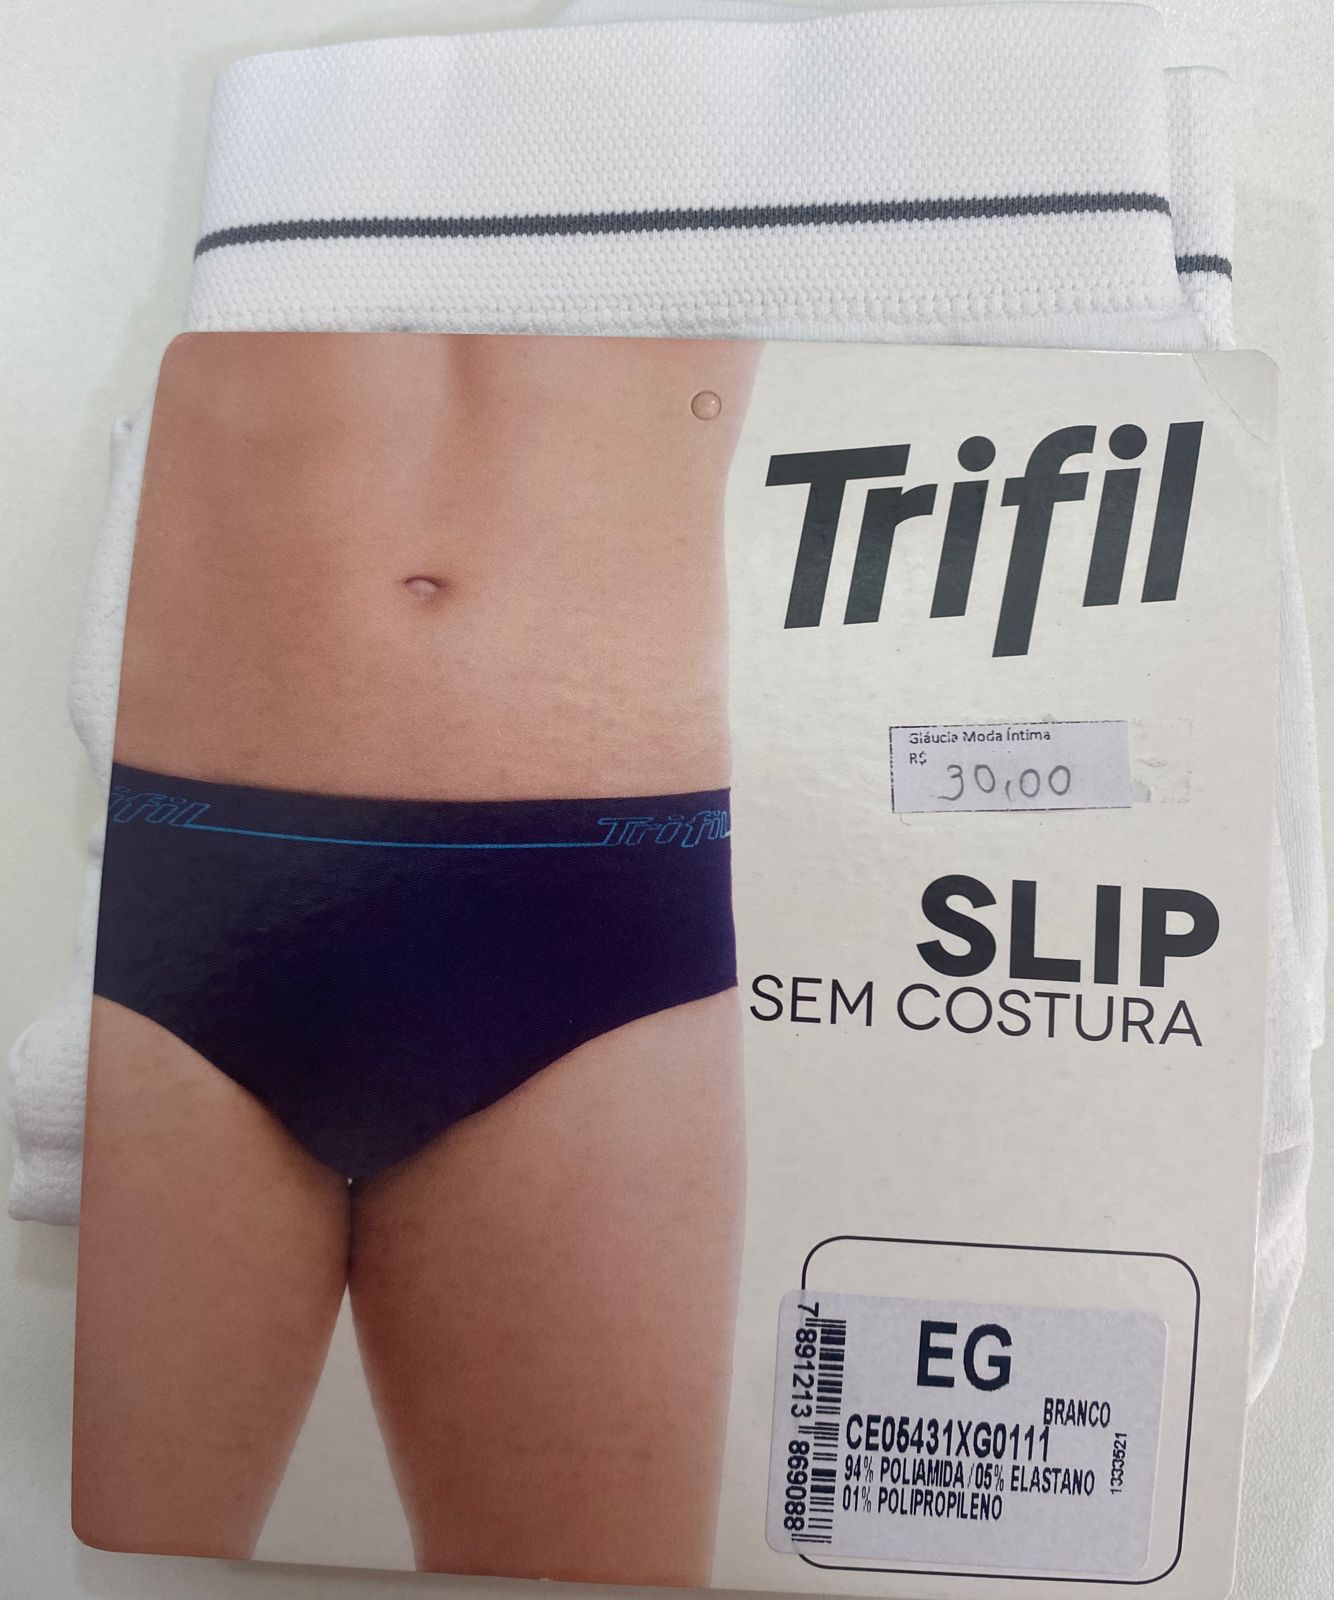 Trifil
Gláucia Moda Íntima
R$ 30,00
ifil
Trifil
SLIP
SEM COSTURA
EG
BRANCO
CE05431XG0111
94% POLIAMIDA/05% ELASTANO
01% POLIPROPILENO
1333521
7 891213 869088